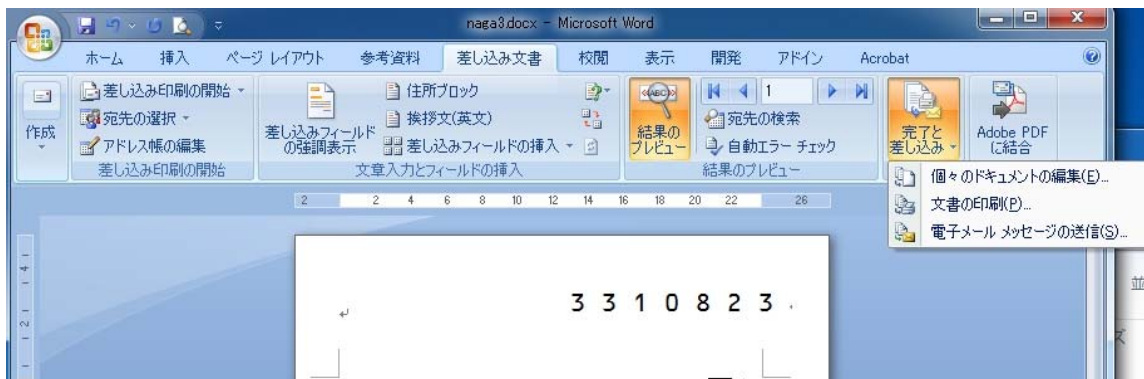 naga3.docx - Microsoft Word
ホーム 挿入 ページ レイアウト 参考資料 差し込み文書 校閲 表示 開発 アドイン Acrobat
作成
差し込み印刷の開始
宛先の選択
アドレス帳の編集
差し込み印刷の開始
差し込みフィールドの強調表示
住所ブロック
挨拶文(英文)
差し込みフィールドの挿入
文章入力とフィールドの挿入
«ABC»
結果のプレビュー
1
宛先の検索
自動エラー チェック
結果のプレビュー
完了と差し込み
Adobe PDFに結合
個々のドキュメントの編集(E)...
文書の印刷(P)...
電子メール メッセージの送信(S)...
2 2 4 6 8 10 12 14 16 18 20 22 26
4
2
3 3 1 0 8 2 3
並
ズ